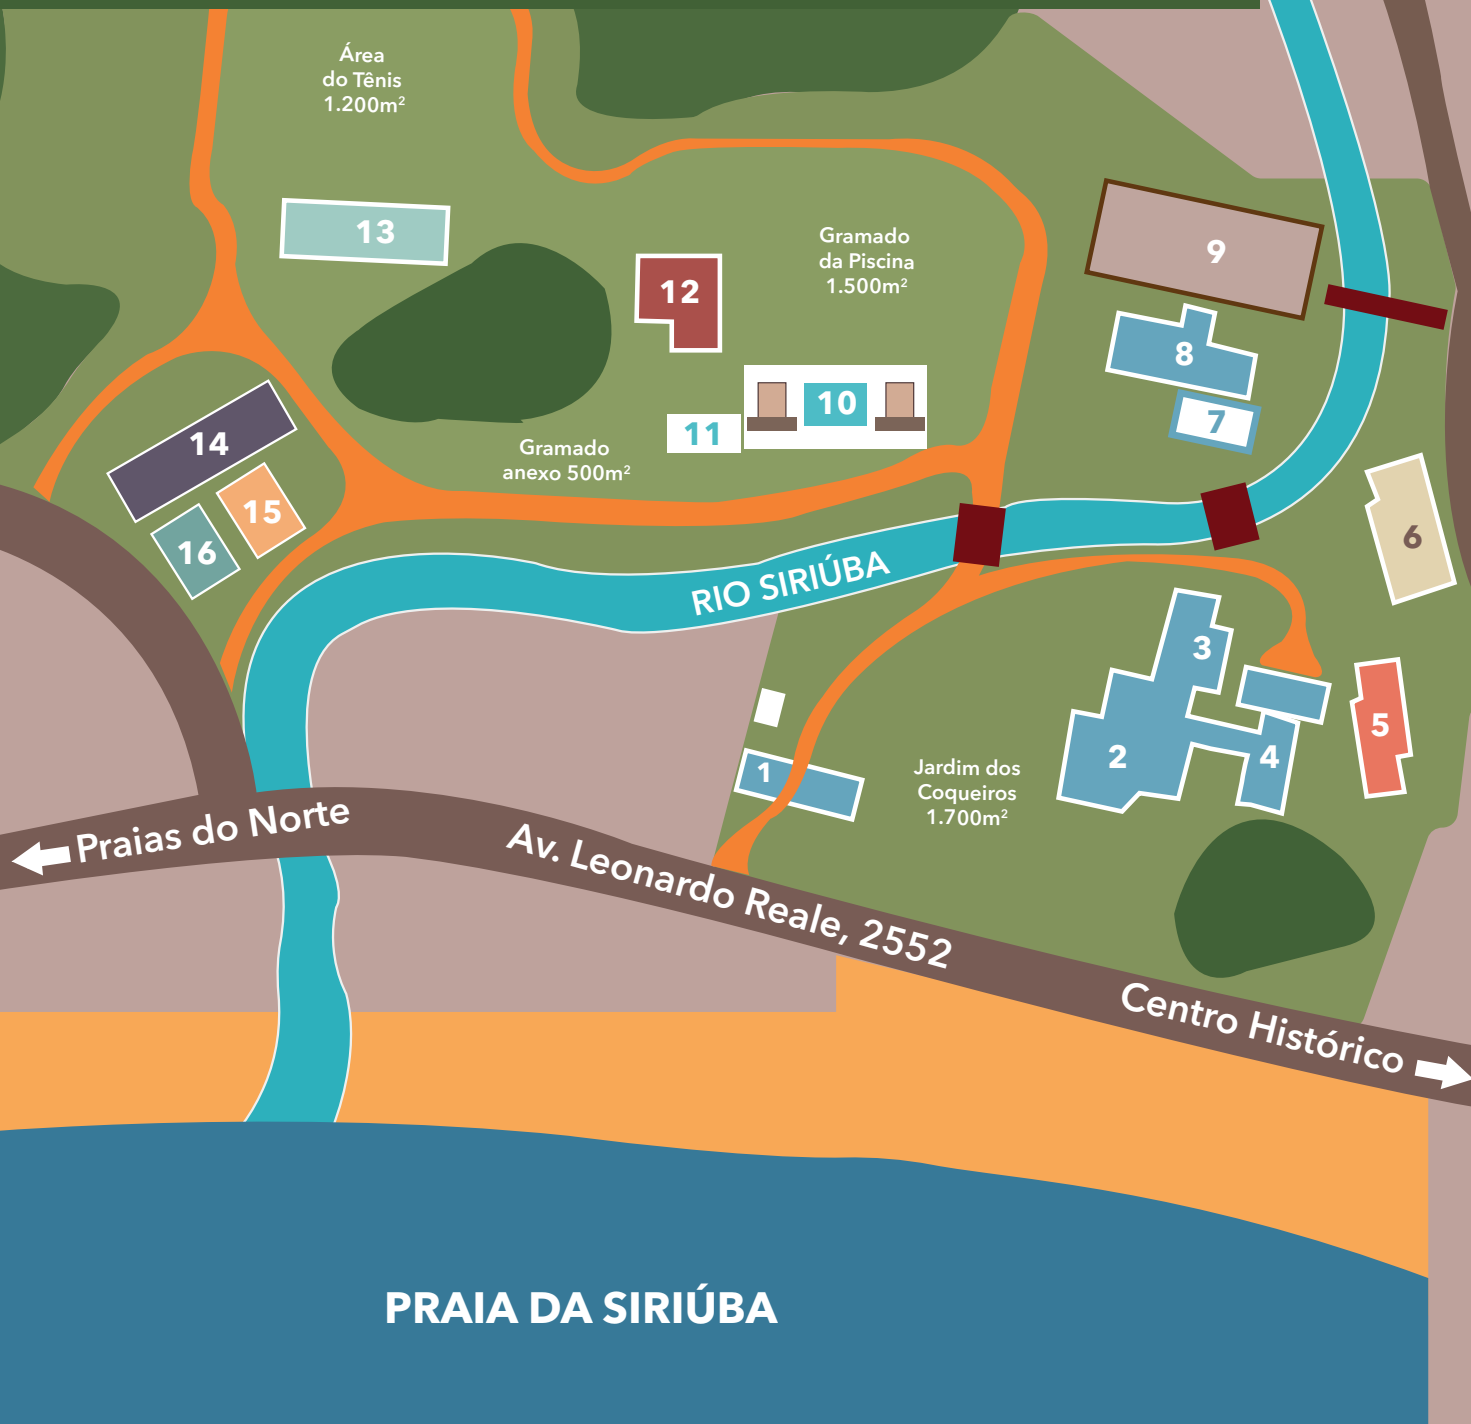 Área
do Tênis
1.200m²
13
12
Gramado
da Piscina
1.500m²
9
8
7
10
11
Gramado
anexo 500m²
14
15
16
6
RIO SIRIÚBA
3
2
4
5
1
Jardim dos
Coqueiros
1.700m²
Praias do Norte
Av. Leonardo Reale, 2552
Centro Histórico
PRAIA DA SIRIÚBA